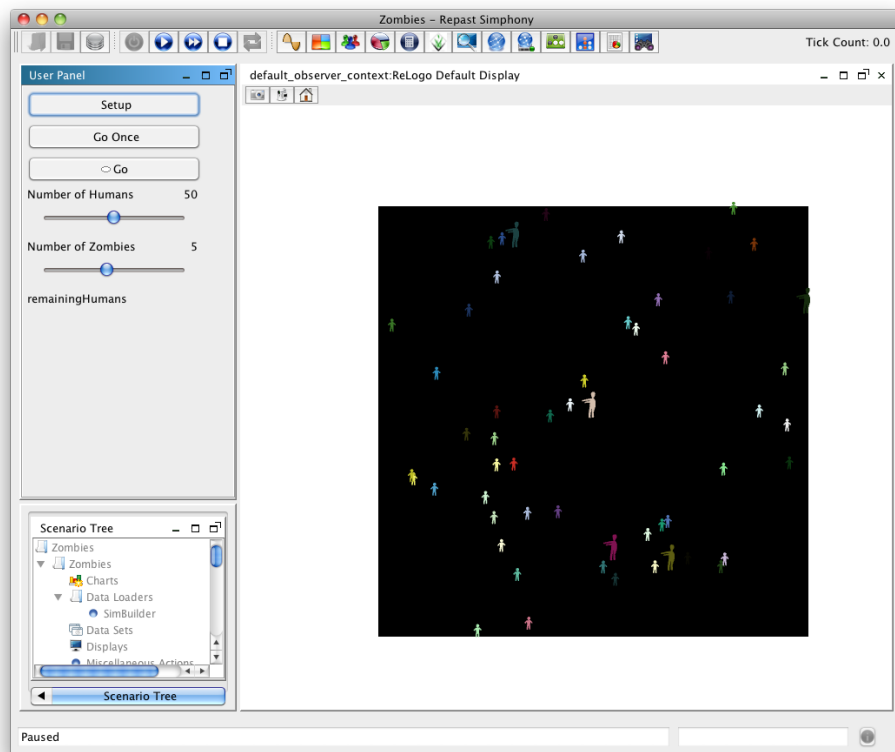 Zombies – Repast Simphony
Tick Count: 0.0
User Panel
Setup
Go Once
Go
Number of Humans 50
Number of Zombies 5
remainingHumans
default_observer_context:ReLogo Default Display
Scenario Tree
Zombies
Zombies
Charts
Data Loaders
SimBuilder
Data Sets
Displays
Miscellaneous Actions
Scenario Tree
Paused